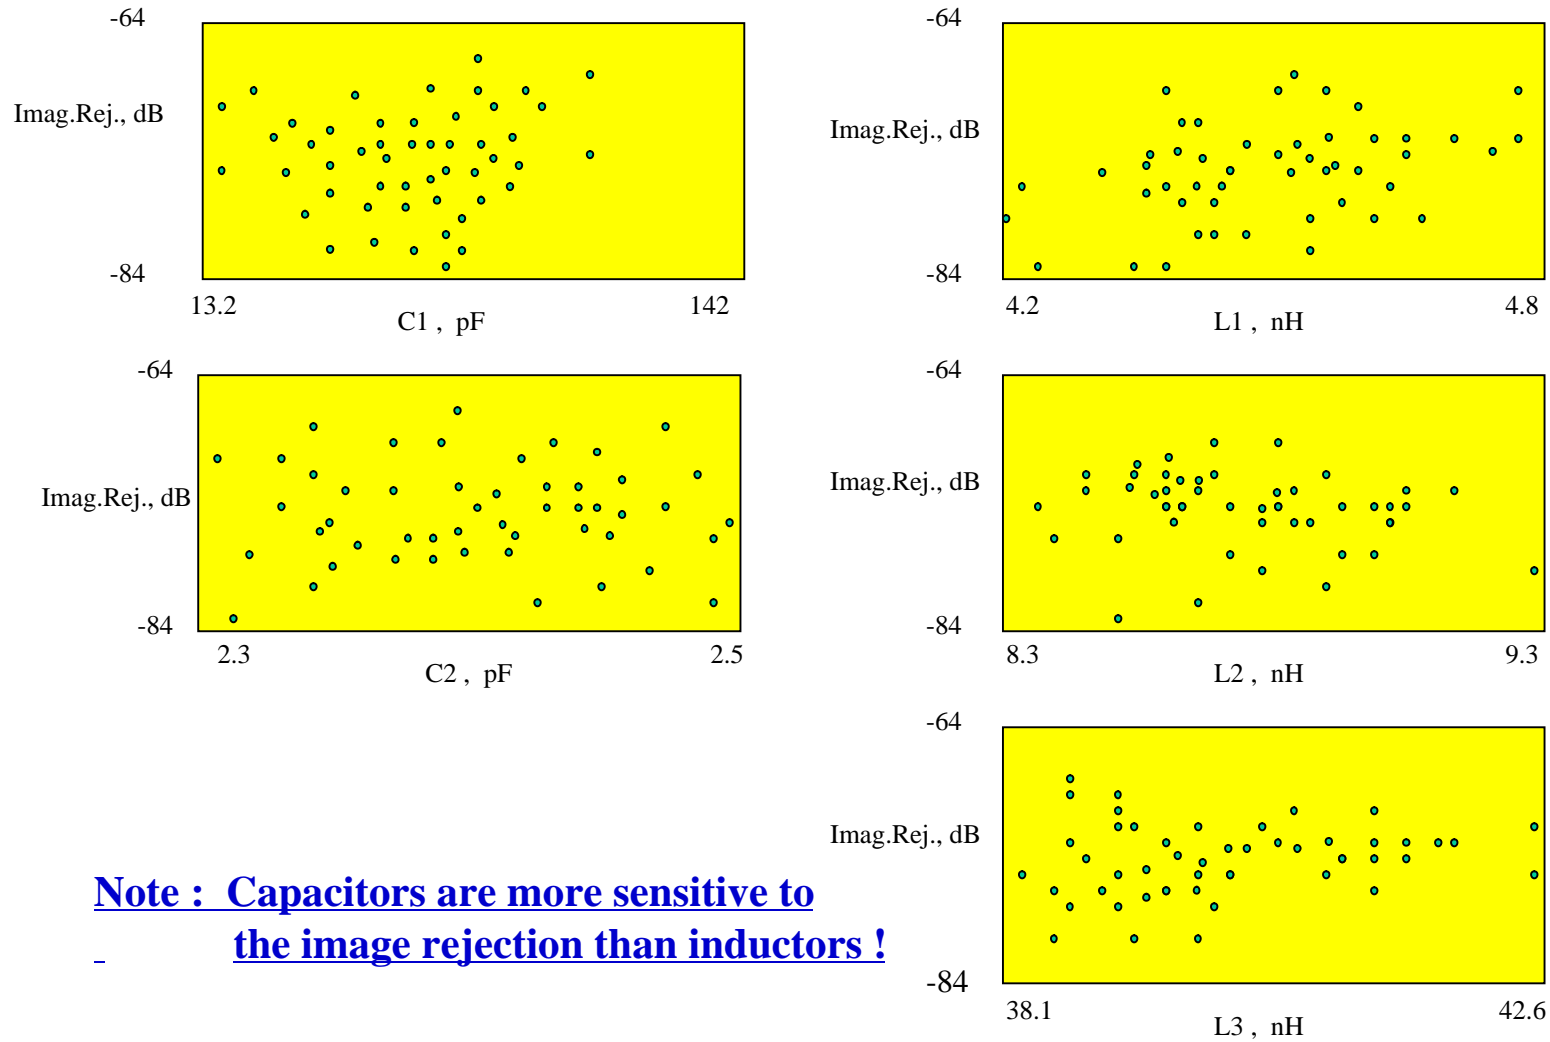 -64
Imag.Rej., dB
-84
13.2 142
C1 , pF
-64
Imag.Rej., dB
-84
4.2 4.8
L1 , nH
-64
Imag.Rej., dB
-84
2.3 2.5
C2 , pF
-64
Imag.Rej., dB
-84
8.3 9.3
L2 , nH
-64
Imag.Rej., dB
-84
38.1 42.6
L3 , nH
Note : Capacitors are more sensitive to
the image rejection than inductors !